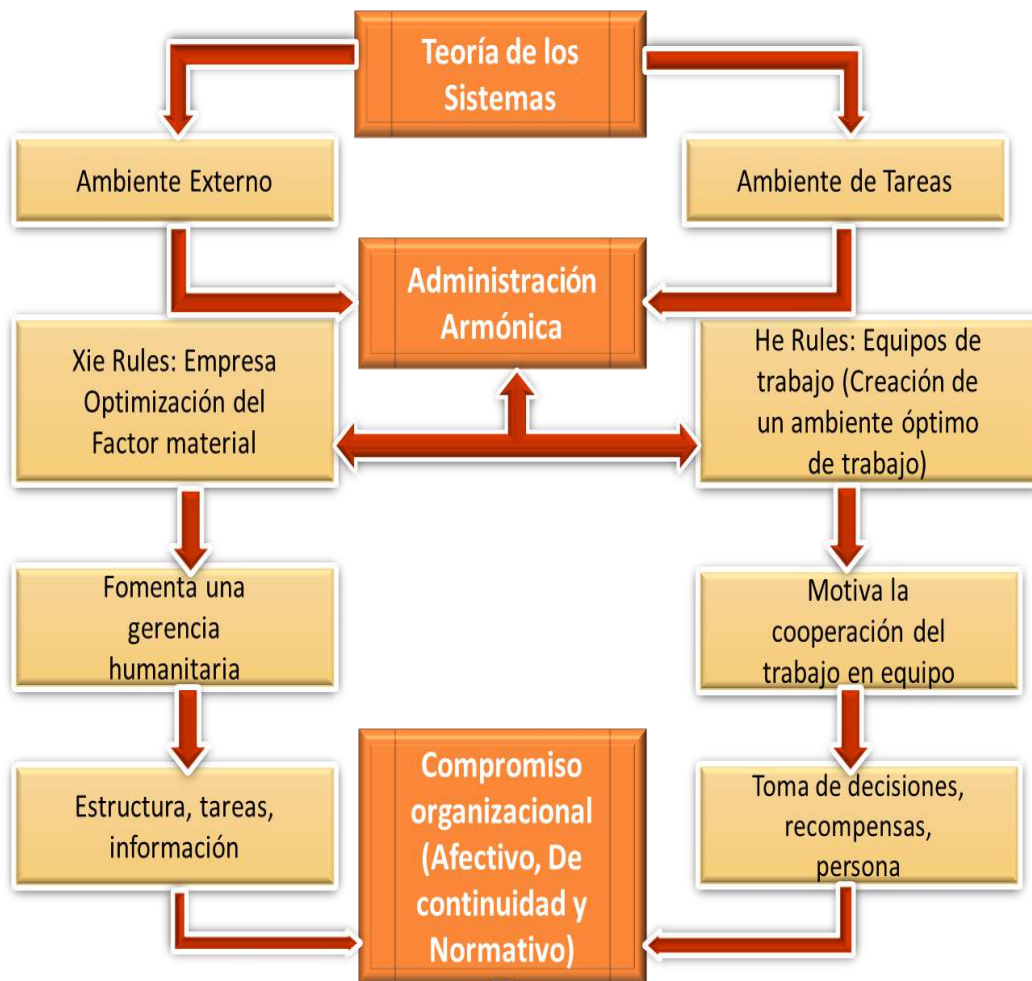 Teoría de los
Sistemas
Ambiente Externo
Ambiente de Tareas
Administración
Armónica
Xie Rules: Empresa
Optimización del
Factor material
He Rules: Equipos de
trabajo (Creación de
un ambiente óptimo
de trabajo)
Fomenta una
gerencia
humanitaria
Motiva la
cooperación del
trabajo en equipo
Estructura, tareas,
información
Compromiso
organizacional
(Afectivo, De
continuidad y
Normativo)
Toma de decisiones,
recompensas,
persona